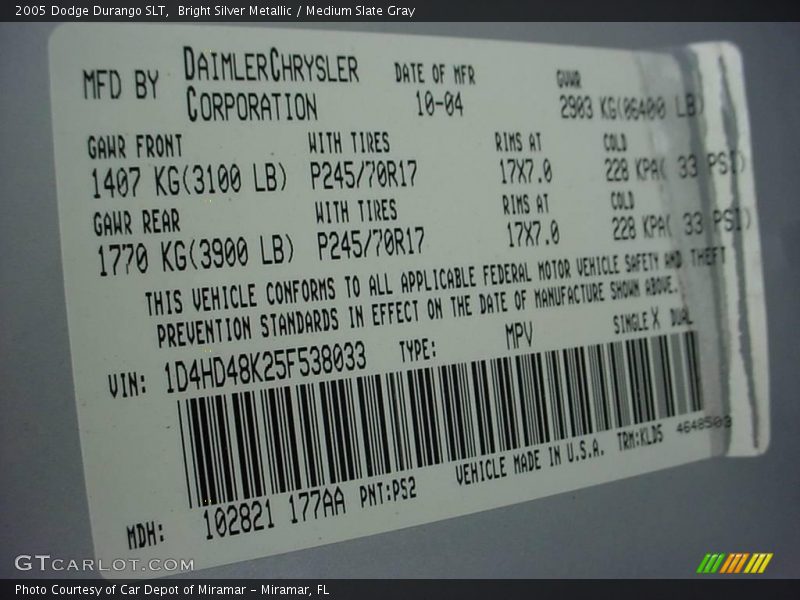 2005 Dodge Durango SLT,  Bright Silver Metallic / Medium Slate Gray
MFD BY DAIMLERCHRYSLER CORPORATION DATE OF MFR 10-04 GVWR 2903 KG(06400 LB)
GAWR FRONT WITH TIRES RIMS AT COLD
1407 KG(3100 LB) P245/70R17 17X7.0 228 KPA( 33 PSI)
GAWR REAR WITH TIRES RIMS AT COLD
1770 KG(3900 LB) P245/70R17 17X7.0 228 KPA( 33 PSI)
THIS VEHICLE CONFORMS TO ALL APPLICABLE FEDERAL MOTOR VEHICLE SAFETY AND THEFT
PREVENTION STANDARDS IN EFFECT ON THE DATE OF MANUFACTURE SHOWN ABOVE.
VIN: 1D4HD48K25F538033 TYPE: MPV SINGLE X DUAL
MDH: 102821 177AA PNT:PS2 VEHICLE MADE IN U.S.A. TRM:KLD5 4648503
GTCARLOT.COM
Photo Courtesy of Car Depot of Miramar – Miramar, FL